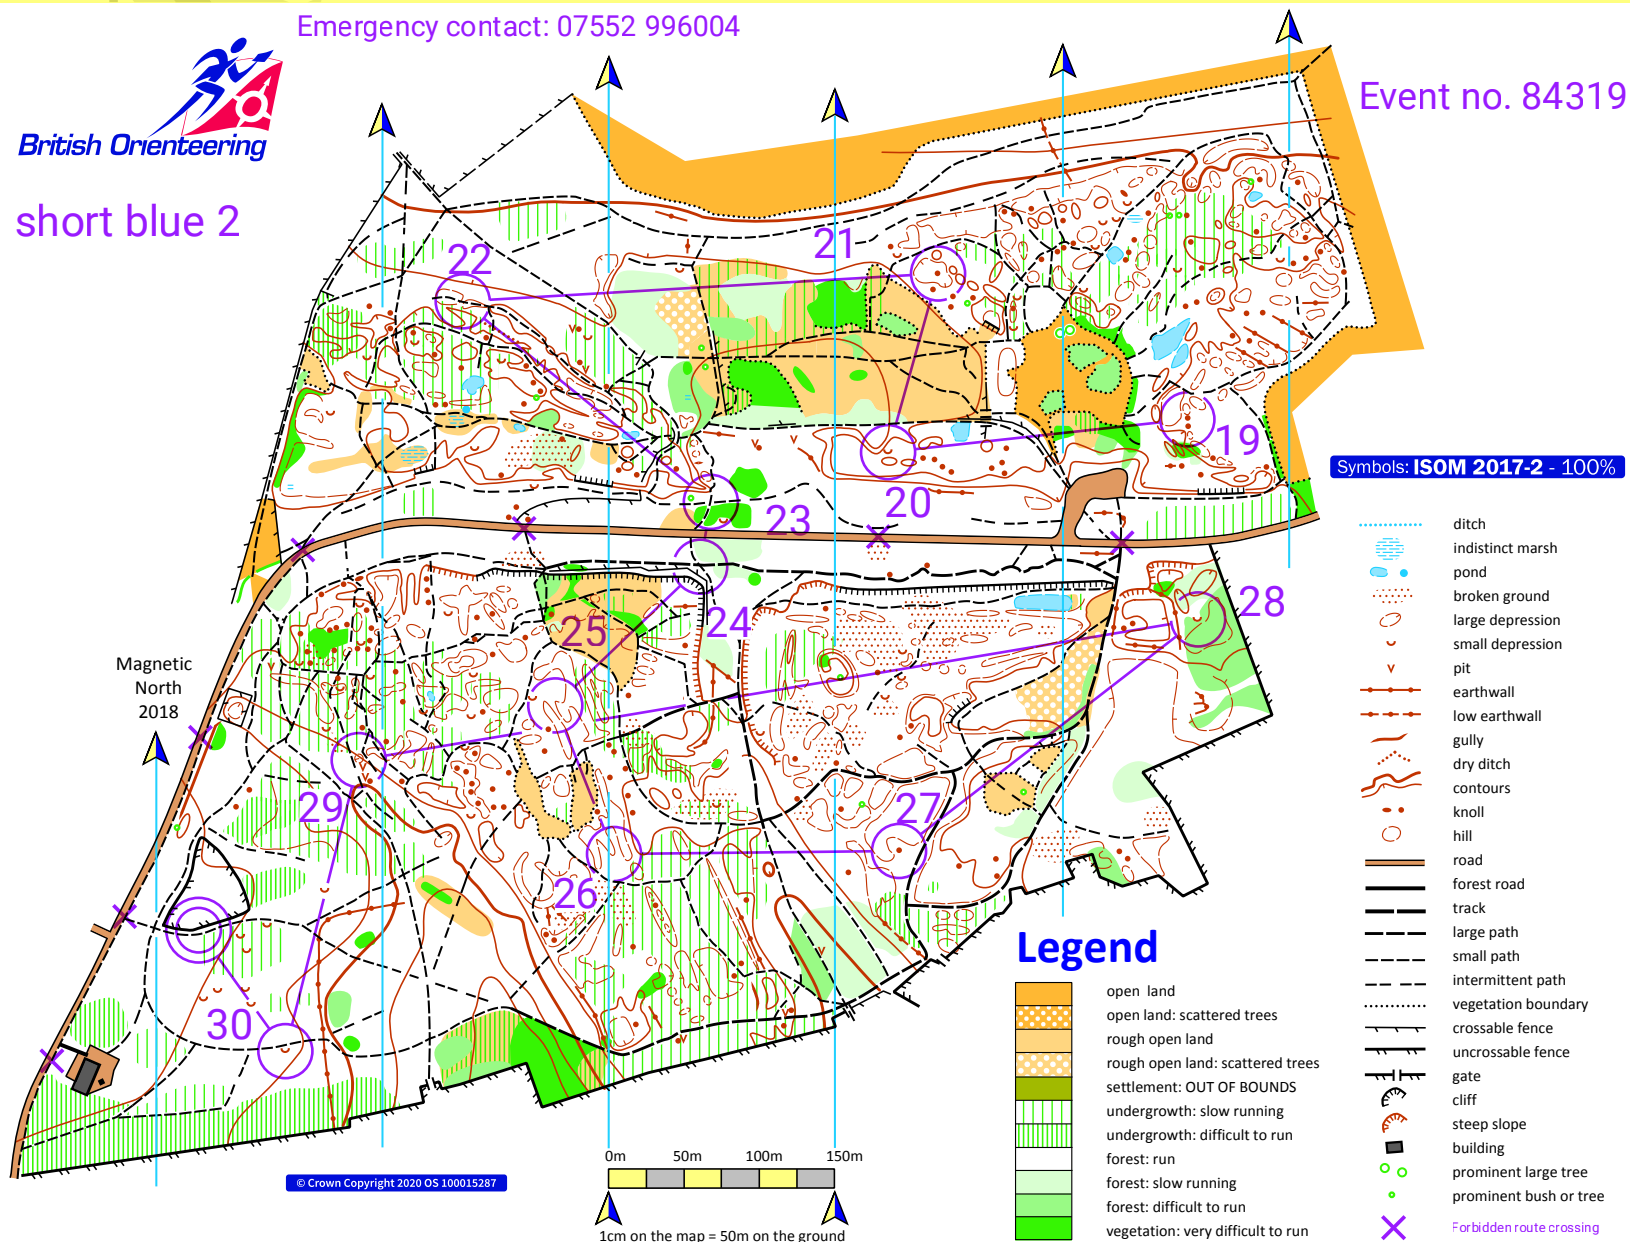 Emergency contact: 07552 996004
British Orienteering
Event no. 84319
short blue 2
22
21
19
20
23
Symbols: ISOM 2017-2 - 100%
24
25
28
Magnetic
North
2018
29
27
26
30
ditch
indistinct marsh
pond
broken ground
large depression
small depression
pit
earthwall
low earthwall
gully
dry ditch
contours
knoll
hill
road
forest road
track
large path
small path
intermittent path
vegetation boundary
crossable fence
uncrossable fence
gate
cliff
steep slope
building
prominent large tree
prominent bush or tree
Forbidden route crossing
Legend
open land
open land: scattered trees
rough open land
rough open land: scattered trees
settlement: OUT OF BOUNDS
undergrowth: slow running
undergrowth: difficult to run
forest: run
forest: slow running
forest: difficult to run
vegetation: very difficult to run
0m 50m 100m 150m
© Crown Copyright 2020 OS 100015287
1cm on the map = 50m on the ground